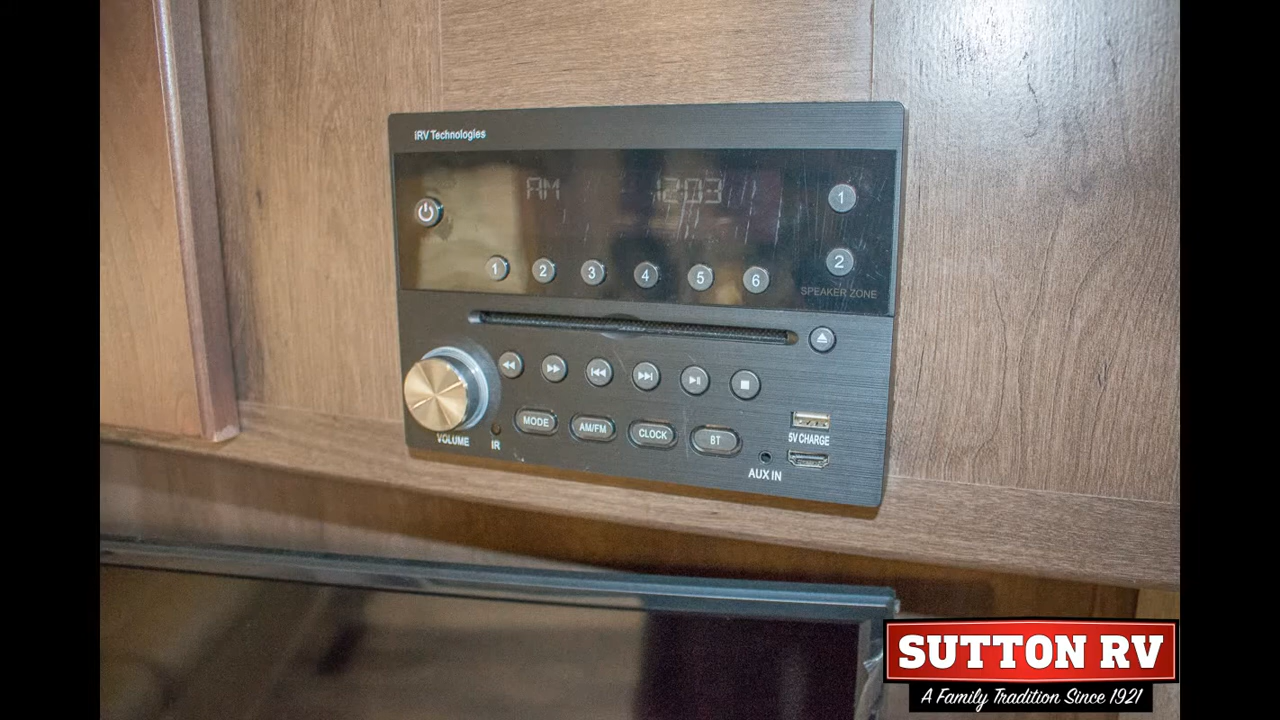 iRV Technologies
AM 12:03
1
1 2 3 4 5 6
2
SPEAKER ZONE
VOLUME
IR
MODE AM/FM CLOCK BT
5V CHARGE
AUX IN
SUTTON RV
A Family Tradition Since 1921